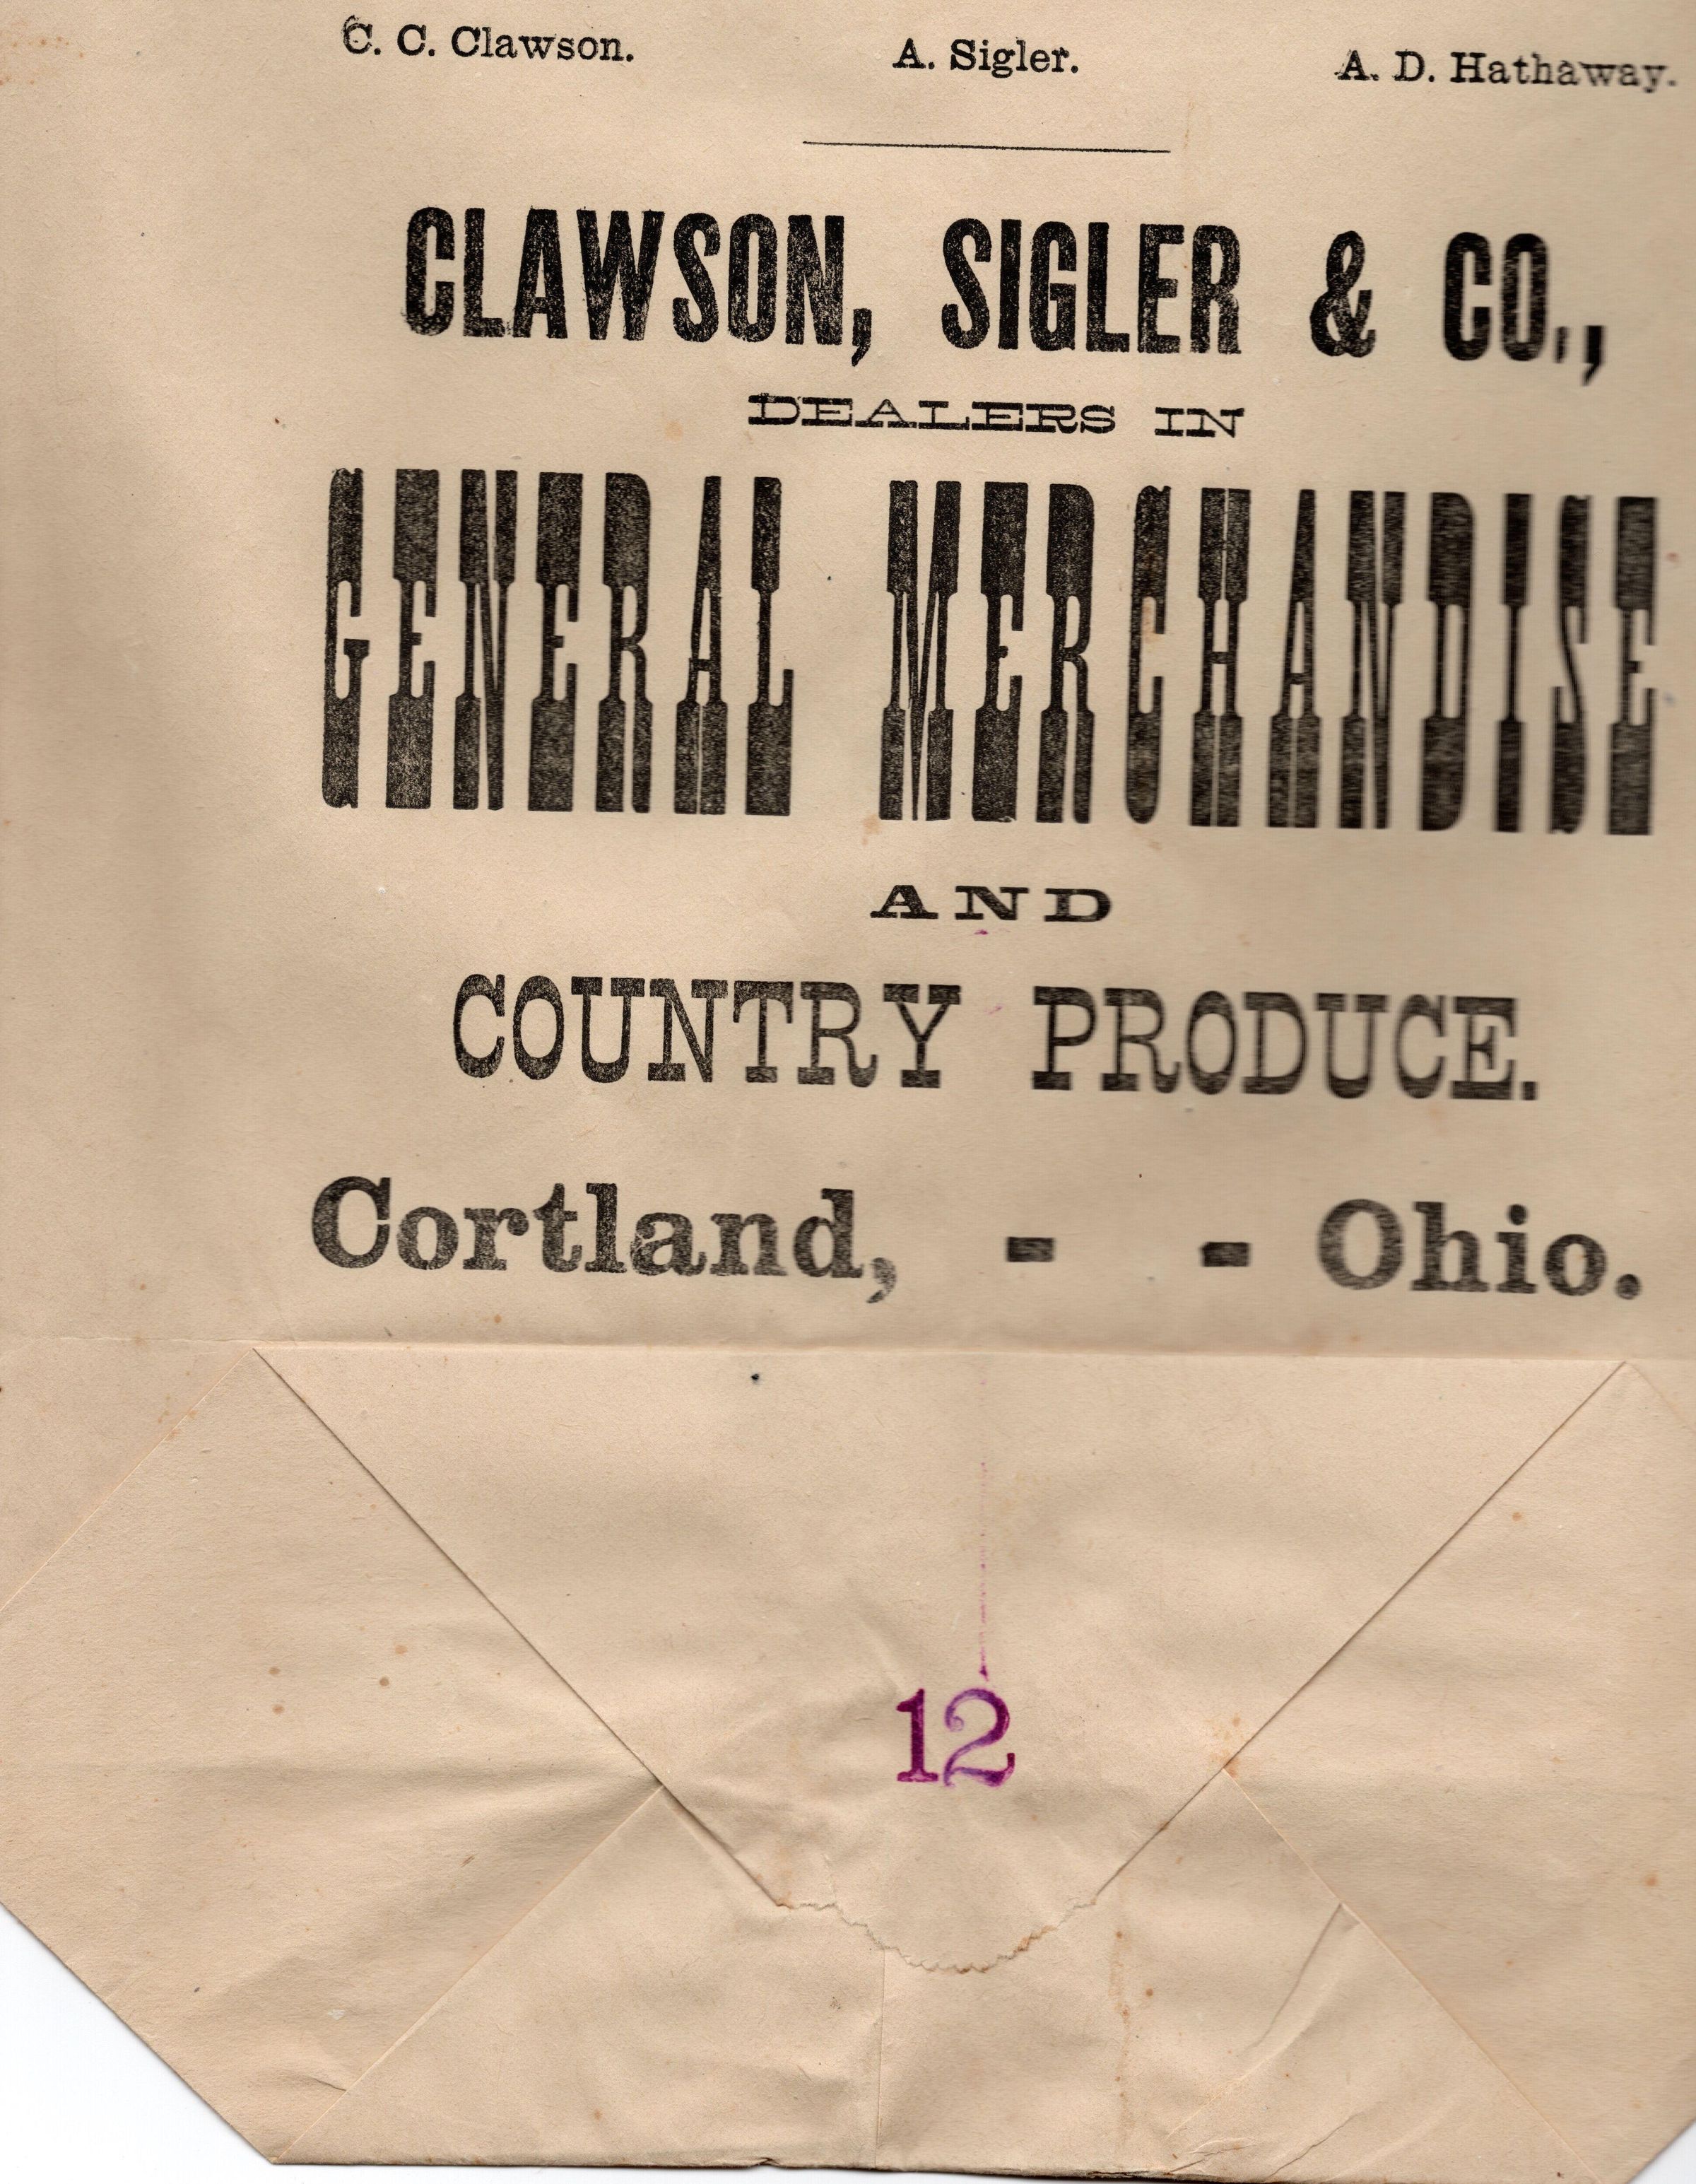 C. C. Clawson. A. Sigler. A. D. Hathaway.
CLAWSON, SIGLER & CO.,
DEALERS IN
GENERAL MERCHANDISE
AND
COUNTRY PRODUCE.
Cortland, - - Ohio.
12